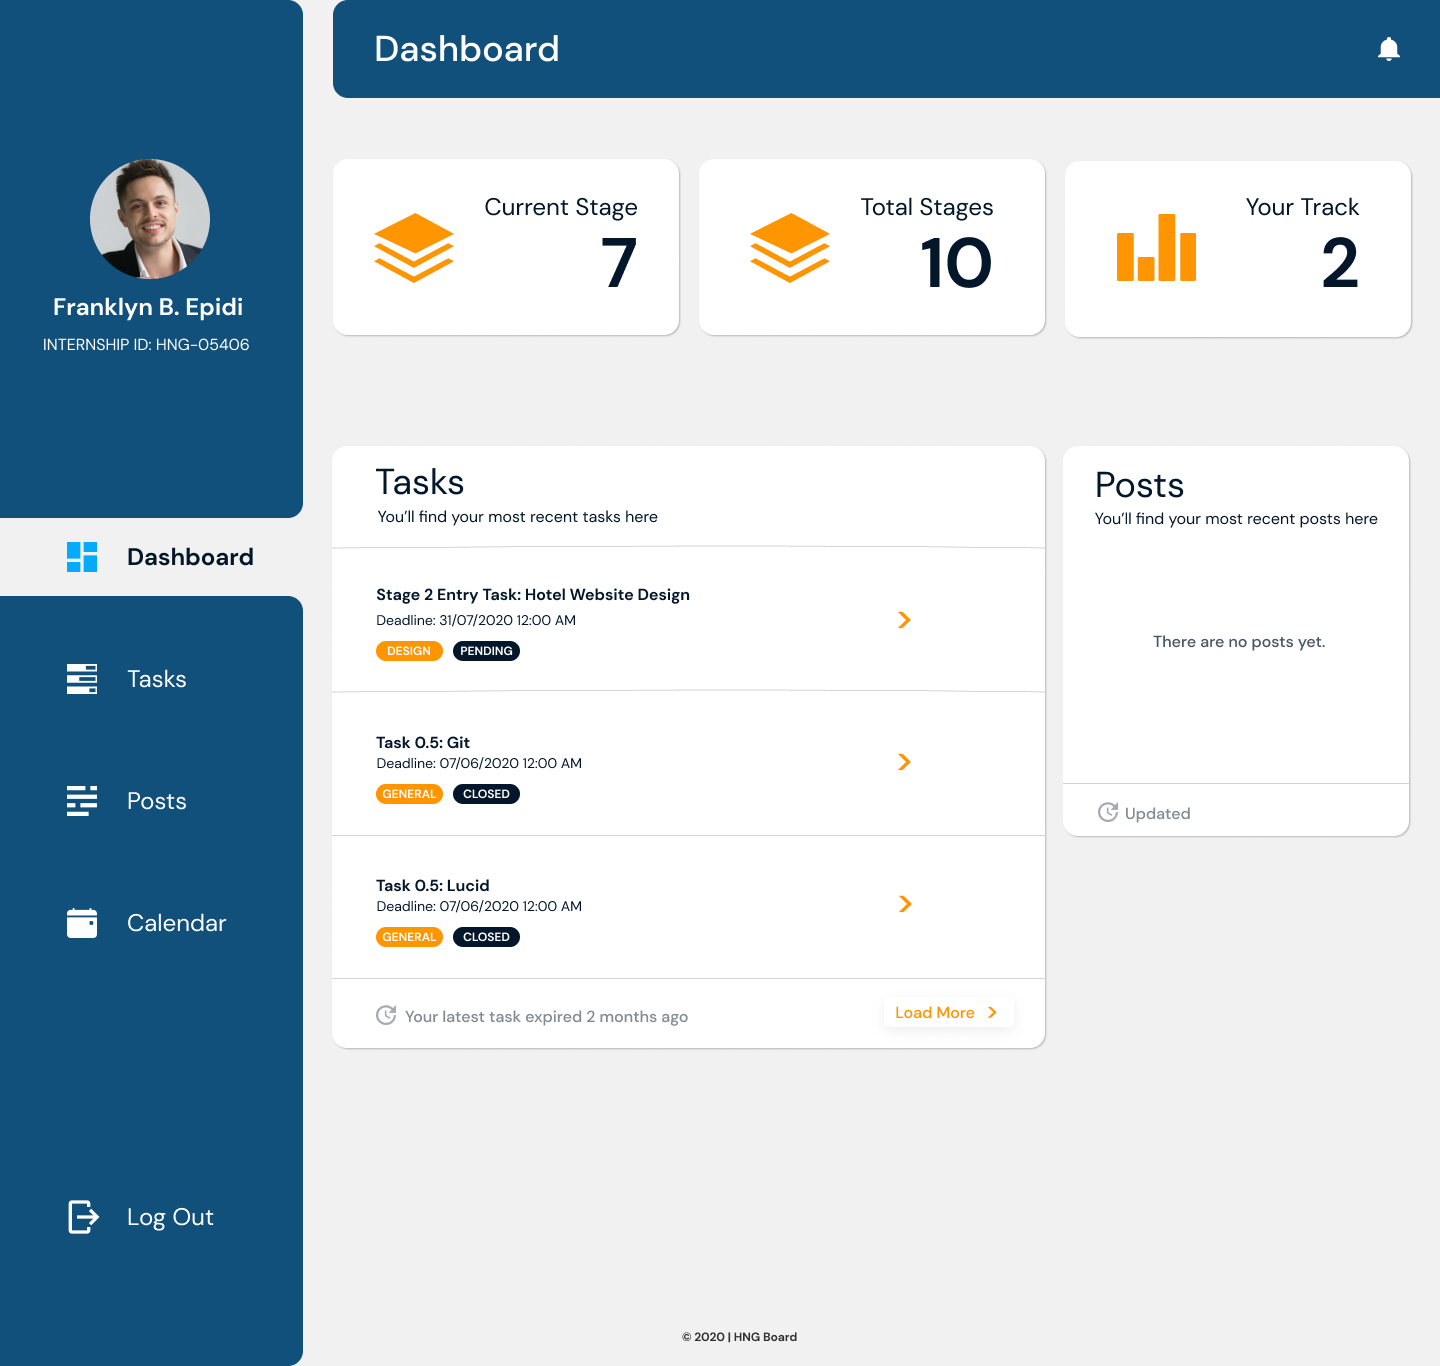 Dashboard
Franklyn B. Epidi
INTERNSHIP ID: HNG-05406
Dashboard
Tasks
Posts
Calendar
Log Out
Current Stage
7
Total Stages
10
Your Track
2
Tasks
You’ll find your most recent tasks here
Stage 2 Entry Task: Hotel Website Design
Deadline: 31/07/2020 12:00 AM
DESIGN PENDING
Task 0.5: Git
Deadline: 07/06/2020 12:00 AM
GENERAL CLOSED
Task 0.5: Lucid
Deadline: 07/06/2020 12:00 AM
GENERAL CLOSED
Your latest task expired 2 months ago
Load More
Posts
You’ll find your most recent posts here
There are no posts yet.
Updated
© 2020 | HNG Board